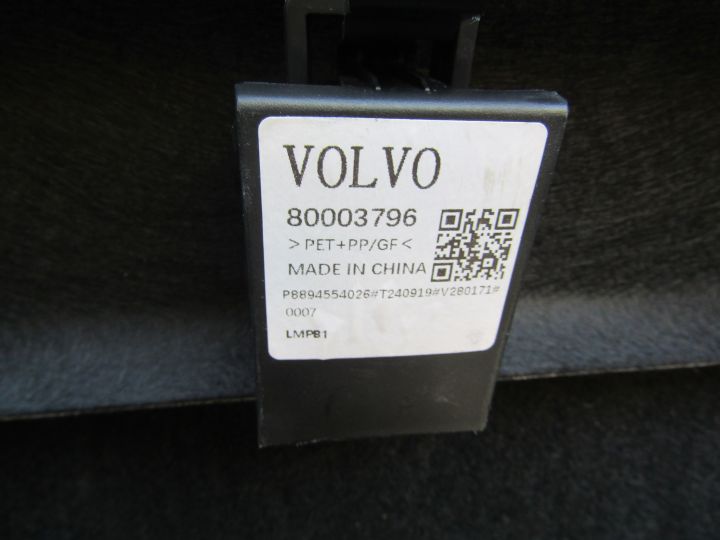 VOLVO
80003796
>PET+PP/GF<
MADE IN CHINA
P8894554026#T240919#V280171#
0007
LMP81